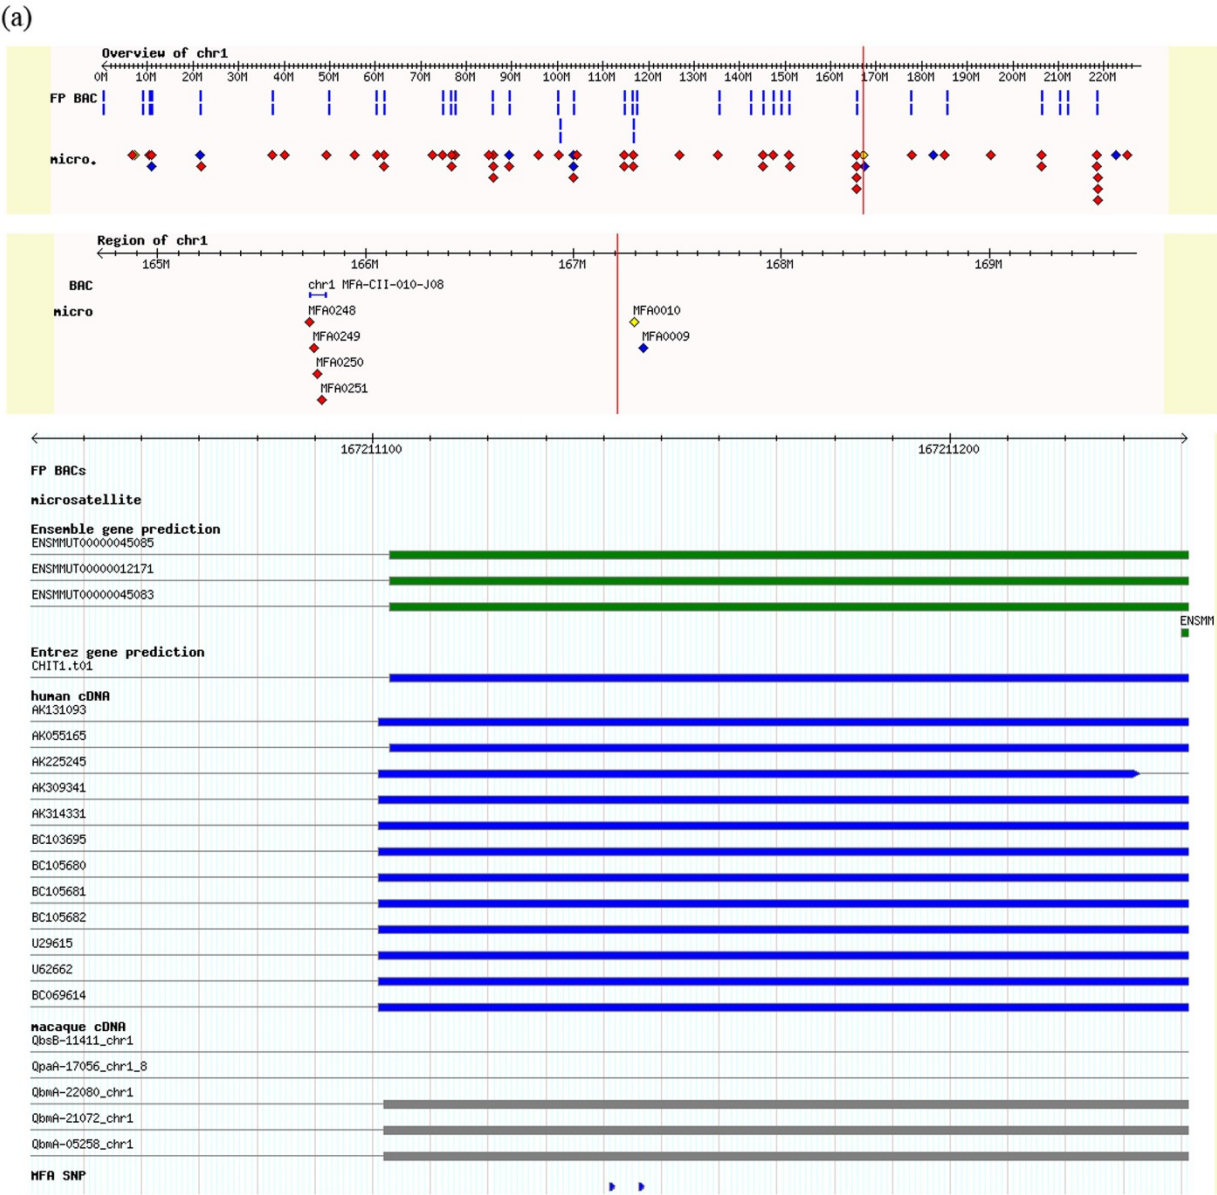 (a)
Overview of chr1
0M 10M 20M 30M 40M 50M 60M 70M 80M 90M 100M 110M 120M 130M 140M 150M 160M 170M 180M 190M 200M 210M 220M
FP BAC
micro.
Region of chr1
165M 166M 167M 168M 169M
BAC chr1 MFA-CII-010-J08
micro MFA0248 MFA0010
MFA0249 MFA0009
MFA0250
MFA0251
167211100 167211200
FP BACs
microsatellite
Ensemble gene prediction
ENSMMUT00000045085
ENSMMUT00000012171
ENSMMUT00000045083
ENSMM
Entrez gene prediction
CHIT1.t01
human cDNA
AK131093
AK055165
AK225245
AK309341
AK314331
BC103695
BC105680
BC105681
BC105682
U29615
U62662
BC069614
macaque cDNA
QbsB-11411_chr1
QpaA-17056_chr1_8
QbmA-22080_chr1
QbmA-21072_chr1
QbmA-05258_chr1
MFA SNP